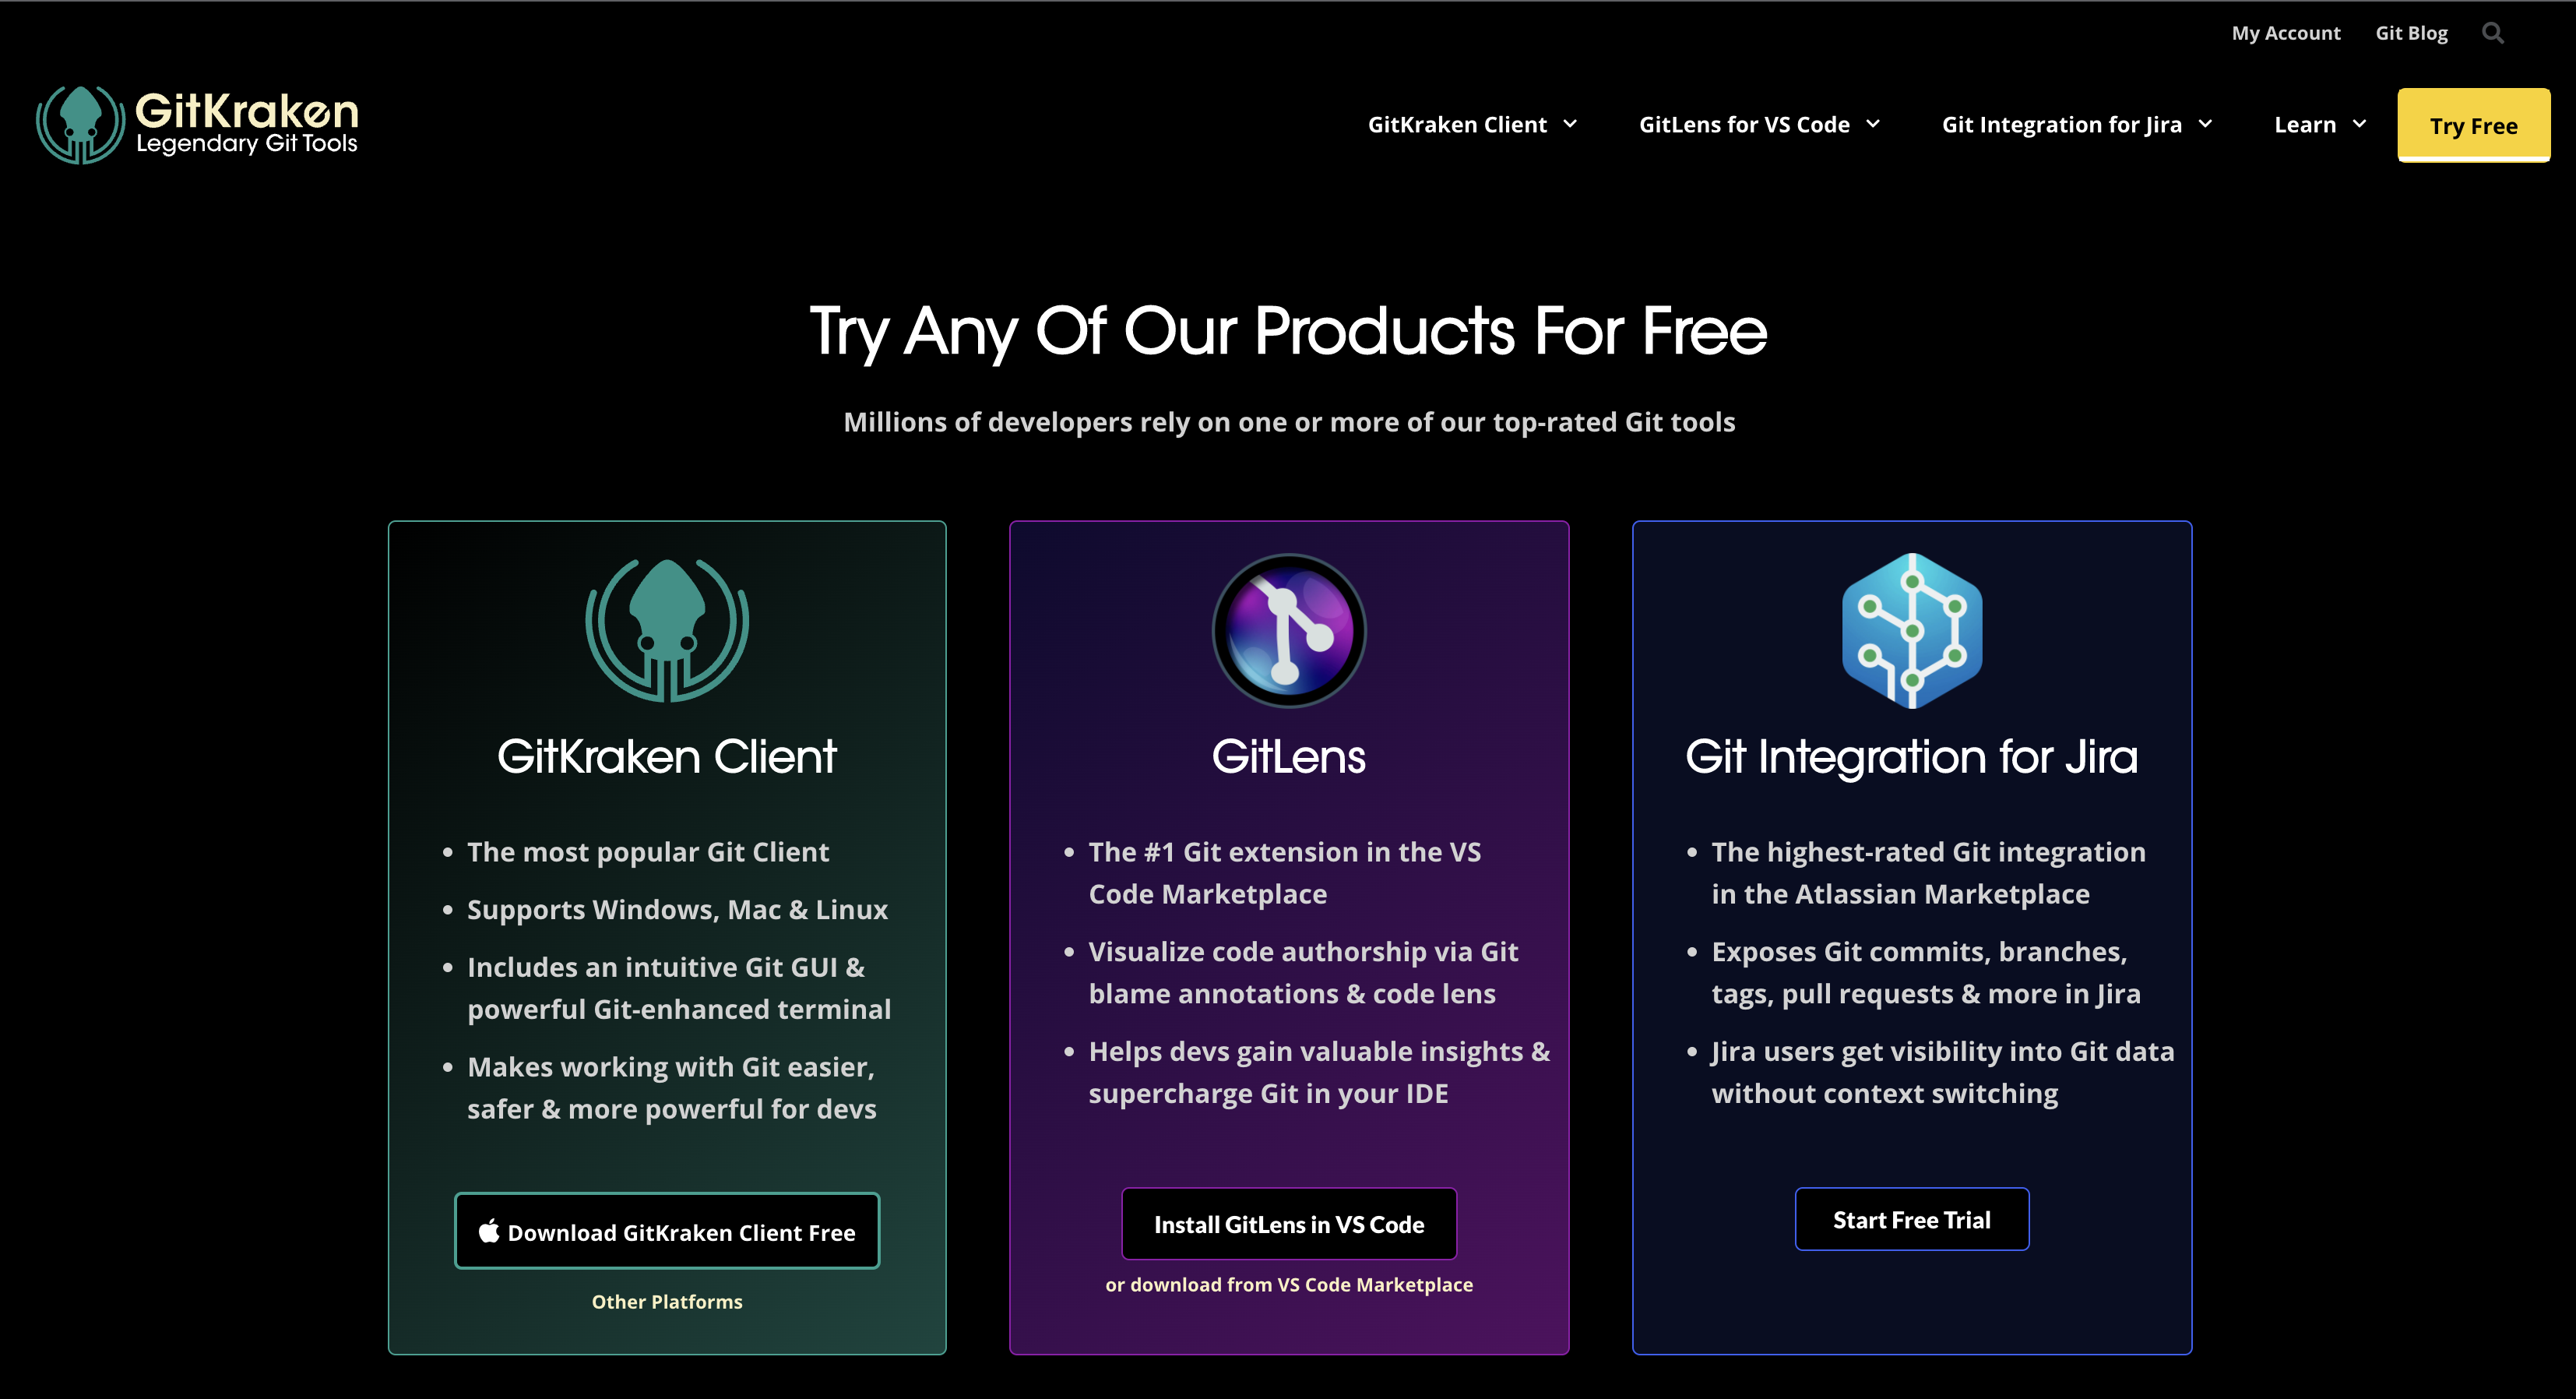 My Account Git Blog
GitKraken
Legendary Git Tools
GitKraken Client GitLens for VS Code Git Integration for Jira Learn Try Free
Try Any Of Our Products For Free
Millions of developers rely on one or more of our top-rated Git tools
GitKraken Client
• The most popular Git Client
• Supports Windows, Mac & Linux
• Includes an intuitive Git GUI &
powerful Git-enhanced terminal
• Makes working with Git easier,
safer & more powerful for devs
Download GitKraken Client Free
Other Platforms
GitLens
• The #1 Git extension in the VS
Code Marketplace
• Visualize code authorship via Git
blame annotations & code lens
• Helps devs gain valuable insights &
supercharge Git in your IDE
Install GitLens in VS Code
or download from VS Code Marketplace
Git Integration for Jira
• The highest-rated Git integration
in the Atlassian Marketplace
• Exposes Git commits, branches,
tags, pull requests & more in Jira
• Jira users get visibility into Git data
without context switching
Start Free Trial